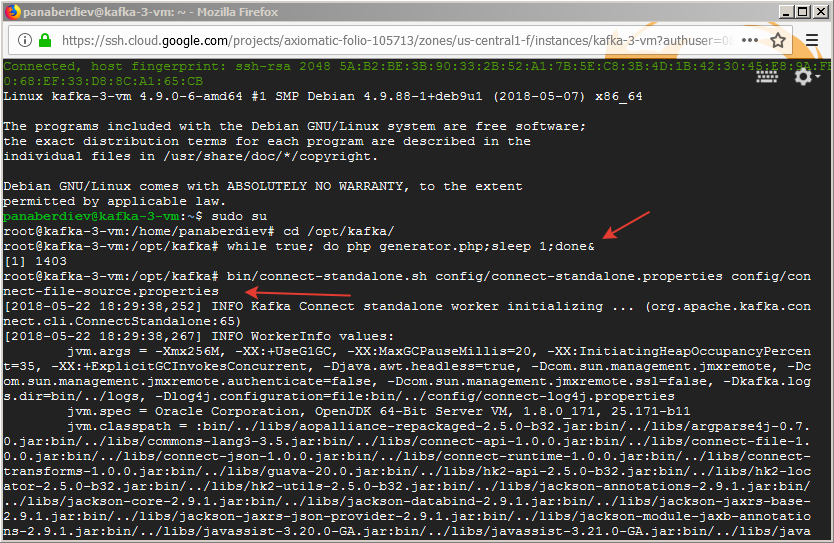 panaberdiev@kafka-3-vm: ~ - Mozilla Firefox
https://ssh.cloud.google.com/projects/axiomatic-folio-105713/zones/us-central1-f/instances/kafka-3-vm?authuser=0
Connected, host fingerprint: ssh-rsa 2048 5A:B2:BE:3B:90:33:2B:52:A1:7B:5E:C8:3B:4D:1B:42:30:45:E8:9A:FE
0:68:EF:33:D8:8C:A1:65:CB
Linux kafka-3-vm 4.9.0-6-amd64 #1 SMP Debian 4.9.88-1+deb9u1 (2018-05-07) x86_64
The programs included with the Debian GNU/Linux system are free software;
the exact distribution terms for each program are described in the
individual files in /usr/share/doc/*/copyright.
Debian GNU/Linux comes with ABSOLUTELY NO WARRANTY, to the extent
permitted by applicable law.
panaberdiev@kafka-3-vm:~$ sudo su
root@kafka-3-vm:/home/panaberdiev# cd /opt/kafka/
root@kafka-3-vm:/opt/kafka# while true; do php generator.php;sleep 1;done&
[1] 1403
root@kafka-3-vm:/opt/kafka# bin/connect-standalone.sh config/connect-standalone.properties config/con
nect-file-source.properties
[2018-05-22 18:29:38,252] INFO Kafka Connect standalone worker initializing ... (org.apache.kafka.con
nect.cli.ConnectStandalone:65)
[2018-05-22 18:29:38,267] INFO WorkerInfo values:
jvm.args = -Xmx256M, -XX:+UseG1GC, -XX:MaxGCPauseMillis=20, -XX:InitiatingHeapOccupancyPercen
t=35, -XX:+ExplicitGCInvokesConcurrent, -Djava.awt.headless=true, -Dcom.sun.management.jmxremote, -Dc
om.sun.management.jmxremote.authenticate=false, -Dcom.sun.management.jmxremote.ssl=false, -Dkafka.log
s.dir=bin/../logs, -Dlog4j.configuration=file:bin/../config/connect-log4j.properties
jvm.spec = Oracle Corporation, OpenJDK 64-Bit Server VM, 1.8.0_171, 25.171-b11
jvm.classpath = :bin/../libs/aopalliance-repackaged-2.5.0-b32.jar:bin/../libs/argparse4j-0.7.
0.jar:bin/../libs/commons-lang3-3.5.jar:bin/../libs/connect-api-1.0.0.jar:bin/../libs/connect-file-1.
0.0.jar:bin/../libs/connect-json-1.0.0.jar:bin/../libs/connect-runtime-1.0.0.jar:bin/../libs/connect-
transforms-1.0.0.jar:bin/../libs/guava-20.0.jar:bin/../libs/hk2-api-2.5.0-b32.jar:bin/../libs/hk2-loc
ator-2.5.0-b32.jar:bin/../libs/hk2-utils-2.5.0-b32.jar:bin/../libs/jackson-annotations-2.9.1.jar:bin/
../libs/jackson-core-2.9.1.jar:bin/../libs/jackson-databind-2.9.1.jar:bin/../libs/jackson-jaxrs-base-
2.9.1.jar:bin/../libs/jackson-jaxrs-json-provider-2.9.1.jar:bin/../libs/jackson-module-jaxb-annotatio
ns-2.9.1.jar:bin/../libs/javassist-3.20.0-GA.jar:bin/../libs/javassist-3.21.0-GA.jar:bin/../libs/java